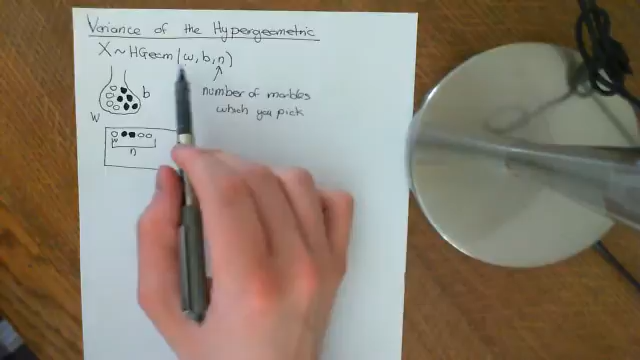 Variance of the Hypergeometric
X ~ HGeom (w, b, n)
number of marbles
which you pick
b
w
n